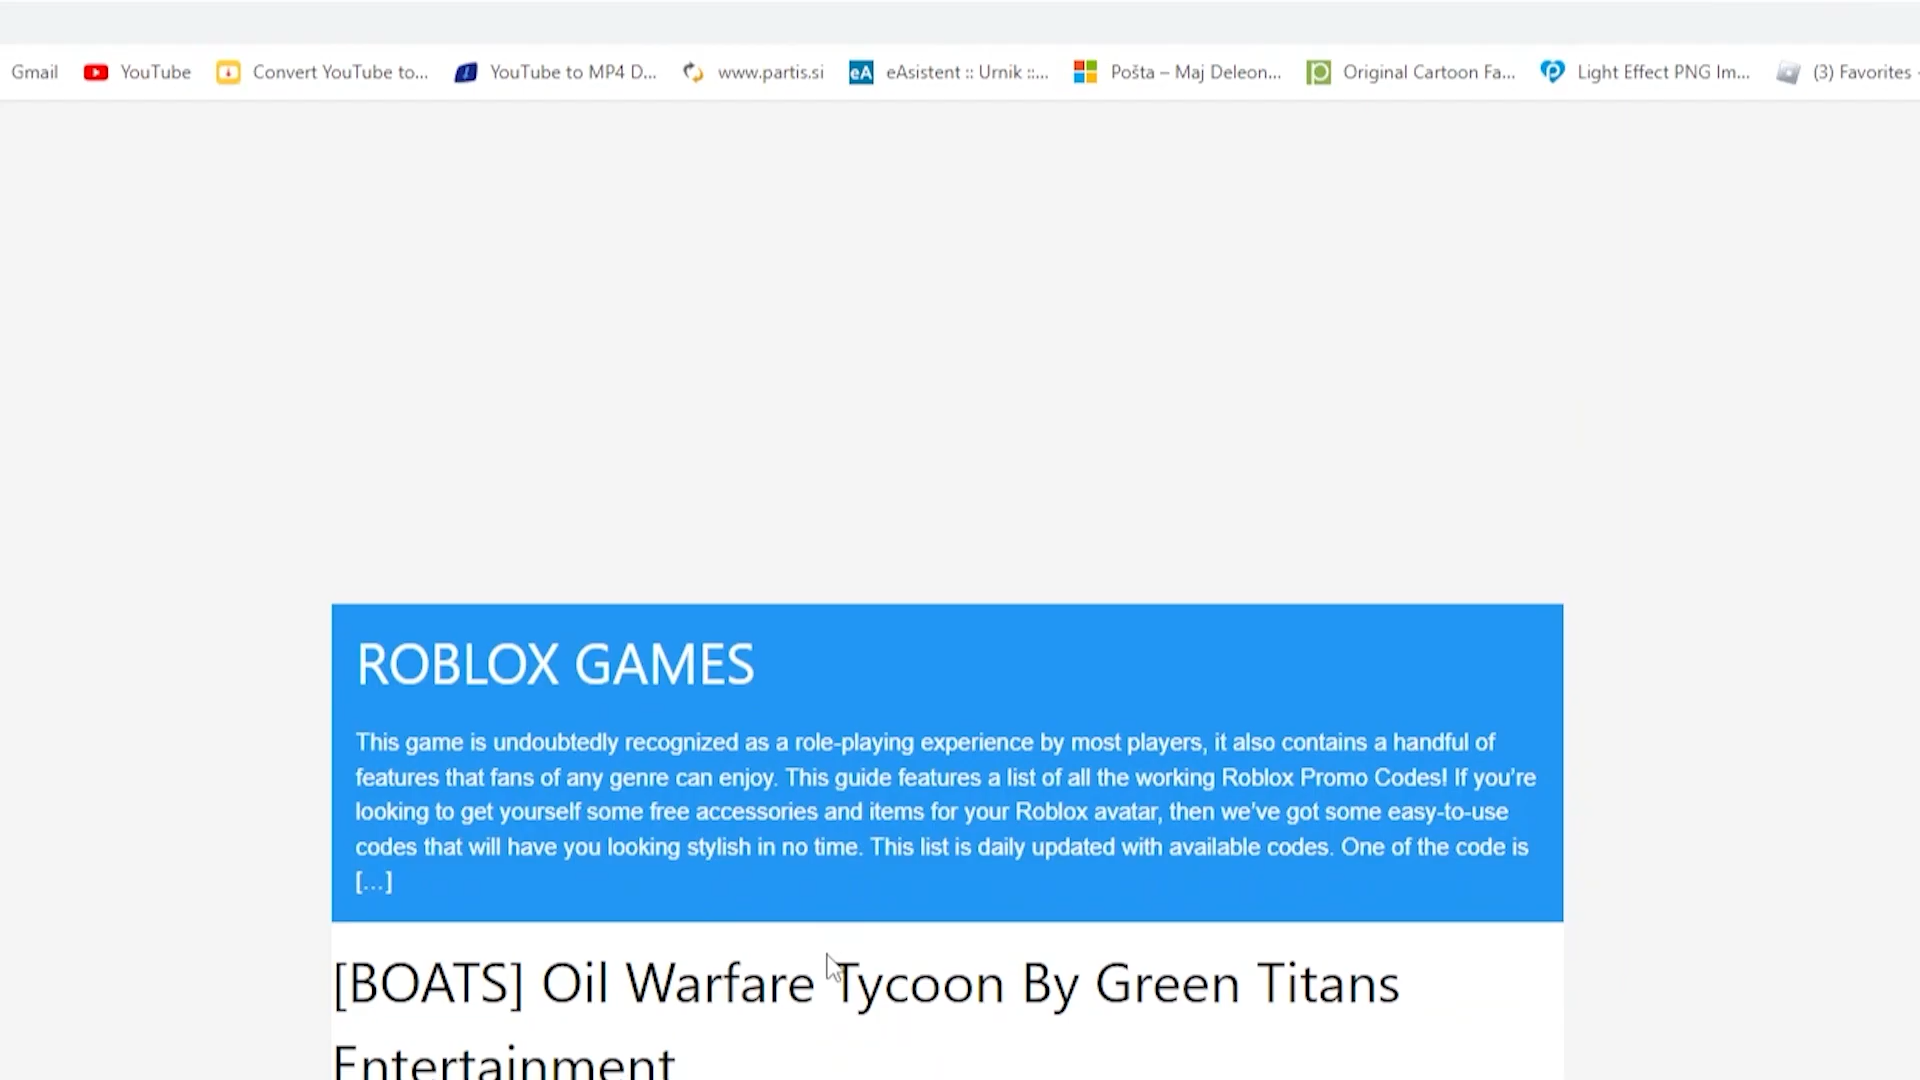 Gmail YouTube Convert YouTube to... YouTube to MP4 D... www.partis.si eA eAsistent :: Urnik ::... Pošta – Maj Deleon... Original Cartoon Fa... Light Effect PNG Im... (3) Favorites -
ROBLOX GAMES
This game is undoubtedly recognized as a role-playing experience by most players, it also contains a handful of
features that fans of any genre can enjoy. This guide features a list of all the working Roblox Promo Codes! If you’re
looking to get yourself some free accessories and items for your Roblox avatar, then we’ve got some easy-to-use
codes that will have you looking stylish in no time. This list is daily updated with available codes. One of the code is
[…]
[BOATS] Oil Warfare Tycoon By Green Titans
Entertainment